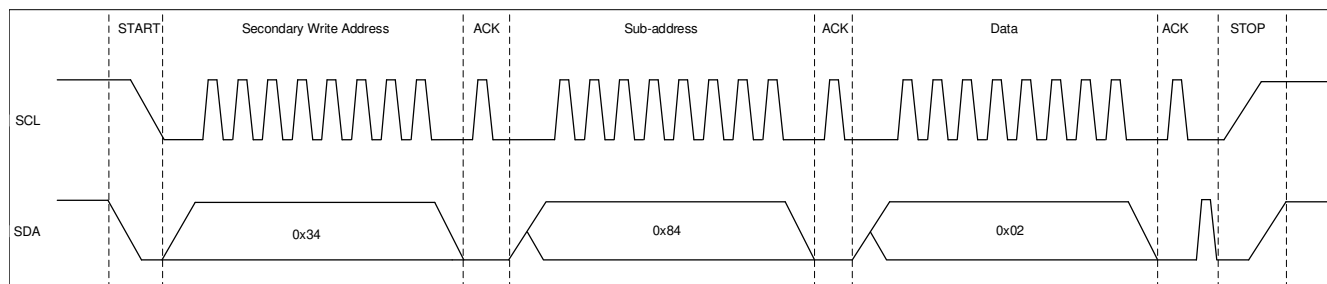 START Secondary Write Address ACK Sub-address ACK Data ACK STOP
SCL
SDA 0x34 0x84 0x02